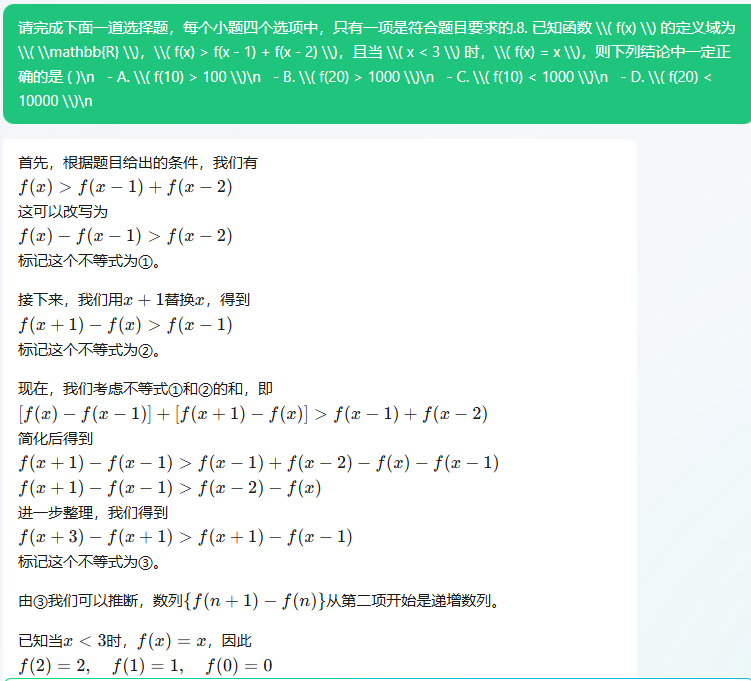 请完成下面一道选择题，每个小题四个选项中，只有一项是符合题目要求的.8. 已知函数 \\( f(x) \\) 的定义域为
\\( \\mathbb{R} \\)，\\( f(x) > f(x - 1) + f(x - 2) \\)，且当 \\( x < 3 \\) 时，\\( f(x) = x \\)，则下列结论中一定正
确的是 ( )\n   - A. \\( f(10) > 100 \\)\n   - B. \\( f(20) > 1000 \\)\n   - C. \\( f(10) < 1000 \\)\n   - D. \\( f(20) <
10000 \\)\n
首先，根据题目给出的条件，我们有
f(x) > f(x − 1) + f(x − 2)
这可以改写为
f(x) − f(x − 1) > f(x − 2)
标记这个不等式为①。
接下来，我们用x + 1替换x，得到
f(x + 1) − f(x) > f(x − 1)
标记这个不等式为②。
现在，我们考虑不等式①和②的和，即
[f(x) − f(x − 1)] + [f(x + 1) − f(x)] > f(x − 1) + f(x − 2)
简化后得到
f(x + 1) − f(x − 1) > f(x − 1) + f(x − 2) − f(x) − f(x − 1)
f(x + 1) − f(x − 1) > f(x − 2) − f(x)
进一步整理，我们得到
f(x + 3) − f(x + 1) > f(x + 1) − f(x − 1)
标记这个不等式为③。
由③我们可以推断，数列{f(n + 1) − f(n)}从第二项开始是递增数列。
已知当x < 3时，f(x) = x，因此
f(2) = 2, f(1) = 1, f(0) = 0